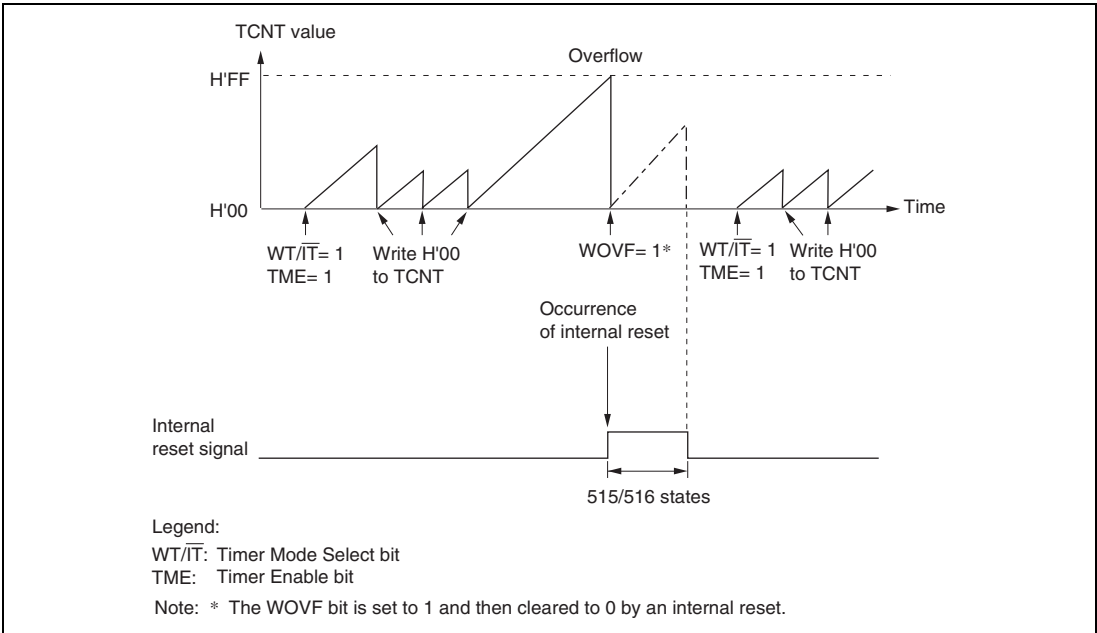 TCNT value
Overflow
H'FF
H'00
Time
WT/IT= 1
TME= 1
Write H'00
to TCNT
WOVF= 1*
WT/IT= 1
TME= 1
Write H'00
to TCNT
Occurrence
of internal reset
Internal
reset signal
515/516 states
Legend:
WT/IT: Timer Mode Select bit
TME: Timer Enable bit
Note: * The WOVF bit is set to 1 and then cleared to 0 by an internal reset.